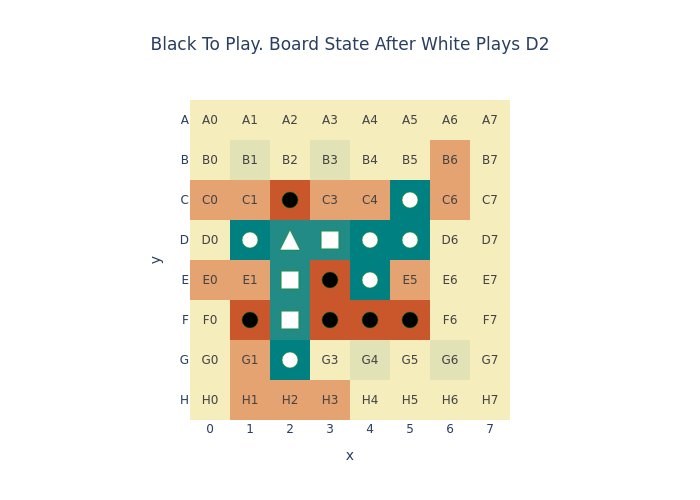 Black To Play. Board State After White Plays D2
A A0 A1 A2 A3 A4 A5 A6 A7
B B0 B1 B2 B3 B4 B5 B6 B7
C C0 C1 C3 C4 C6 C7
D D0 D6 D7
y
E E0 E1 E5 E6 E7
F F0 F6 F7
G G0 G1 G3 G4 G5 G6 G7
H H0 H1 H2 H3 H4 H5 H6 H7
0 1 2 3 4 5 6 7
x